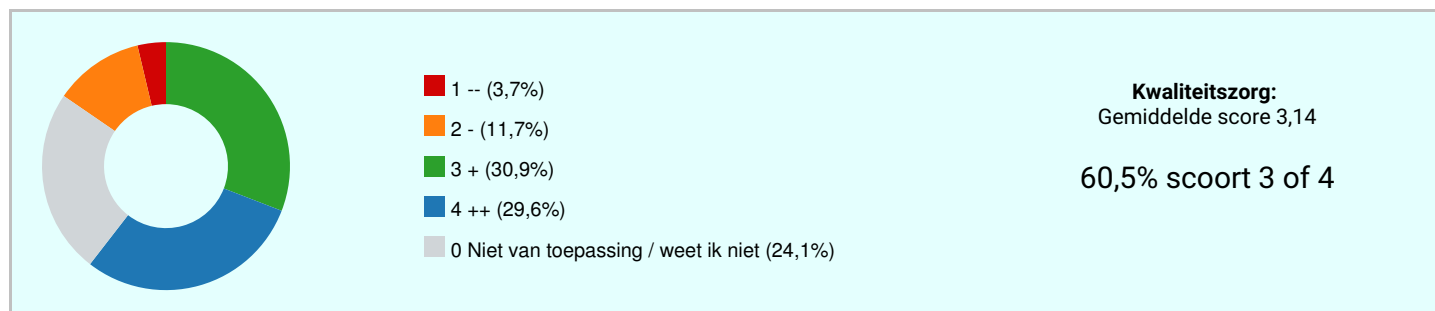 1 -- (3,7%)
2 - (11,7%)
3 + (30,9%)
4 ++ (29,6%)
0 Niet van toepassing / weet ik niet (24,1%)
Kwaliteitszorg:
Gemiddelde score 3,14
60,5% scoort 3 of 4